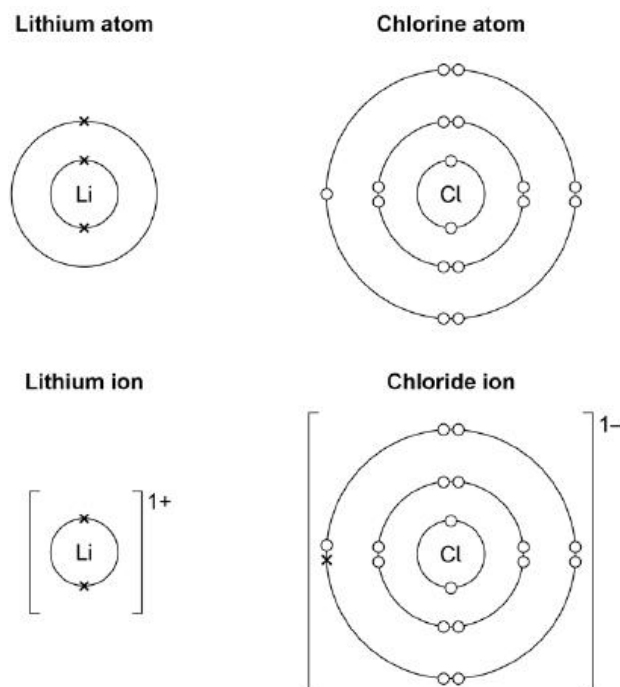 Lithium atom
Chlorine atom
Li
Cl
Lithium ion
Chloride ion
Li
1+
Cl
1–